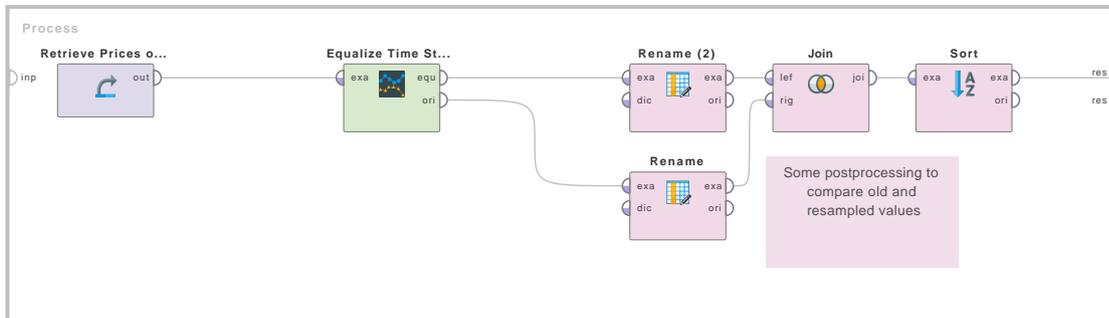 Process
Retrieve Prices o...
Equalize Time St...
Rename (2)
Join
Sort
inp
out
exa
equ
exa
exa
lef
joi
exa
exa
res
ori
dic
ori
rig
ori
res
Rename
exa
exa
dic
ori
Some postprocessing to
compare old and
resampled values
A
Z